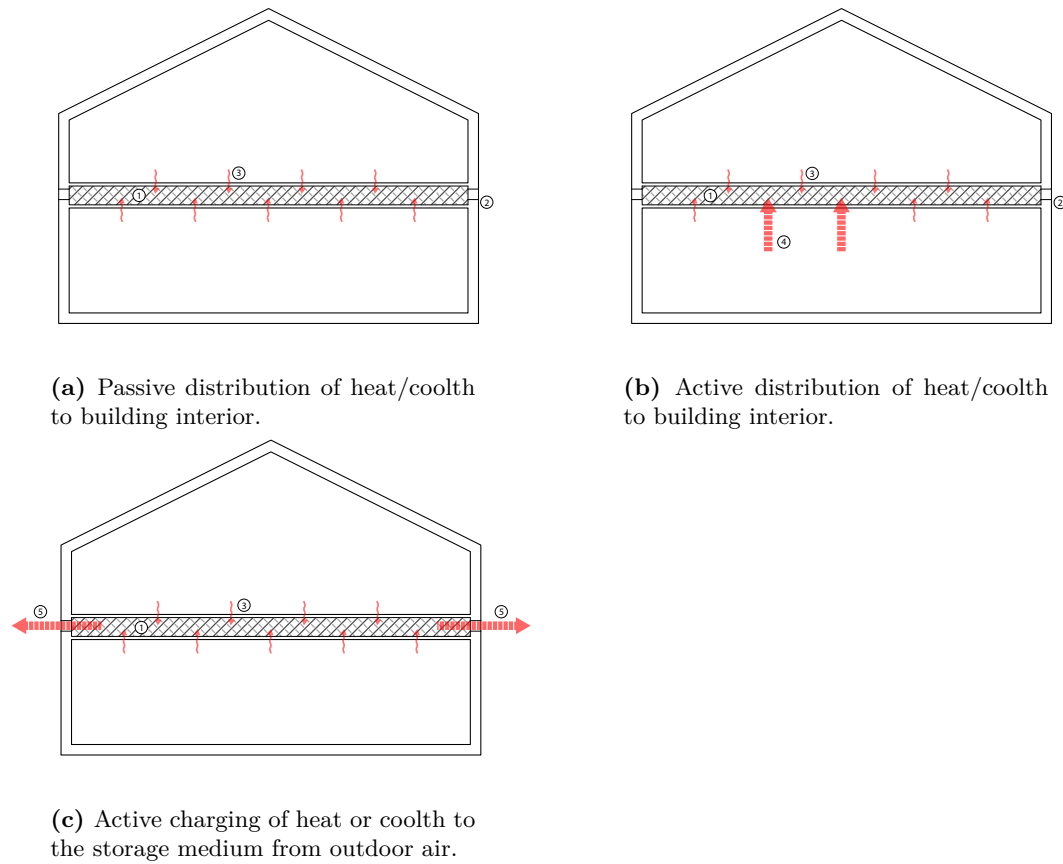 ③
①
②
③
①
②
④
(a) Passive distribution of heat/coolth
to building interior.
(b) Active distribution of heat/coolth
to building interior.
⑤
③
⑤
①
(c) Active charging of heat or coolth to
the storage medium from outdoor air.